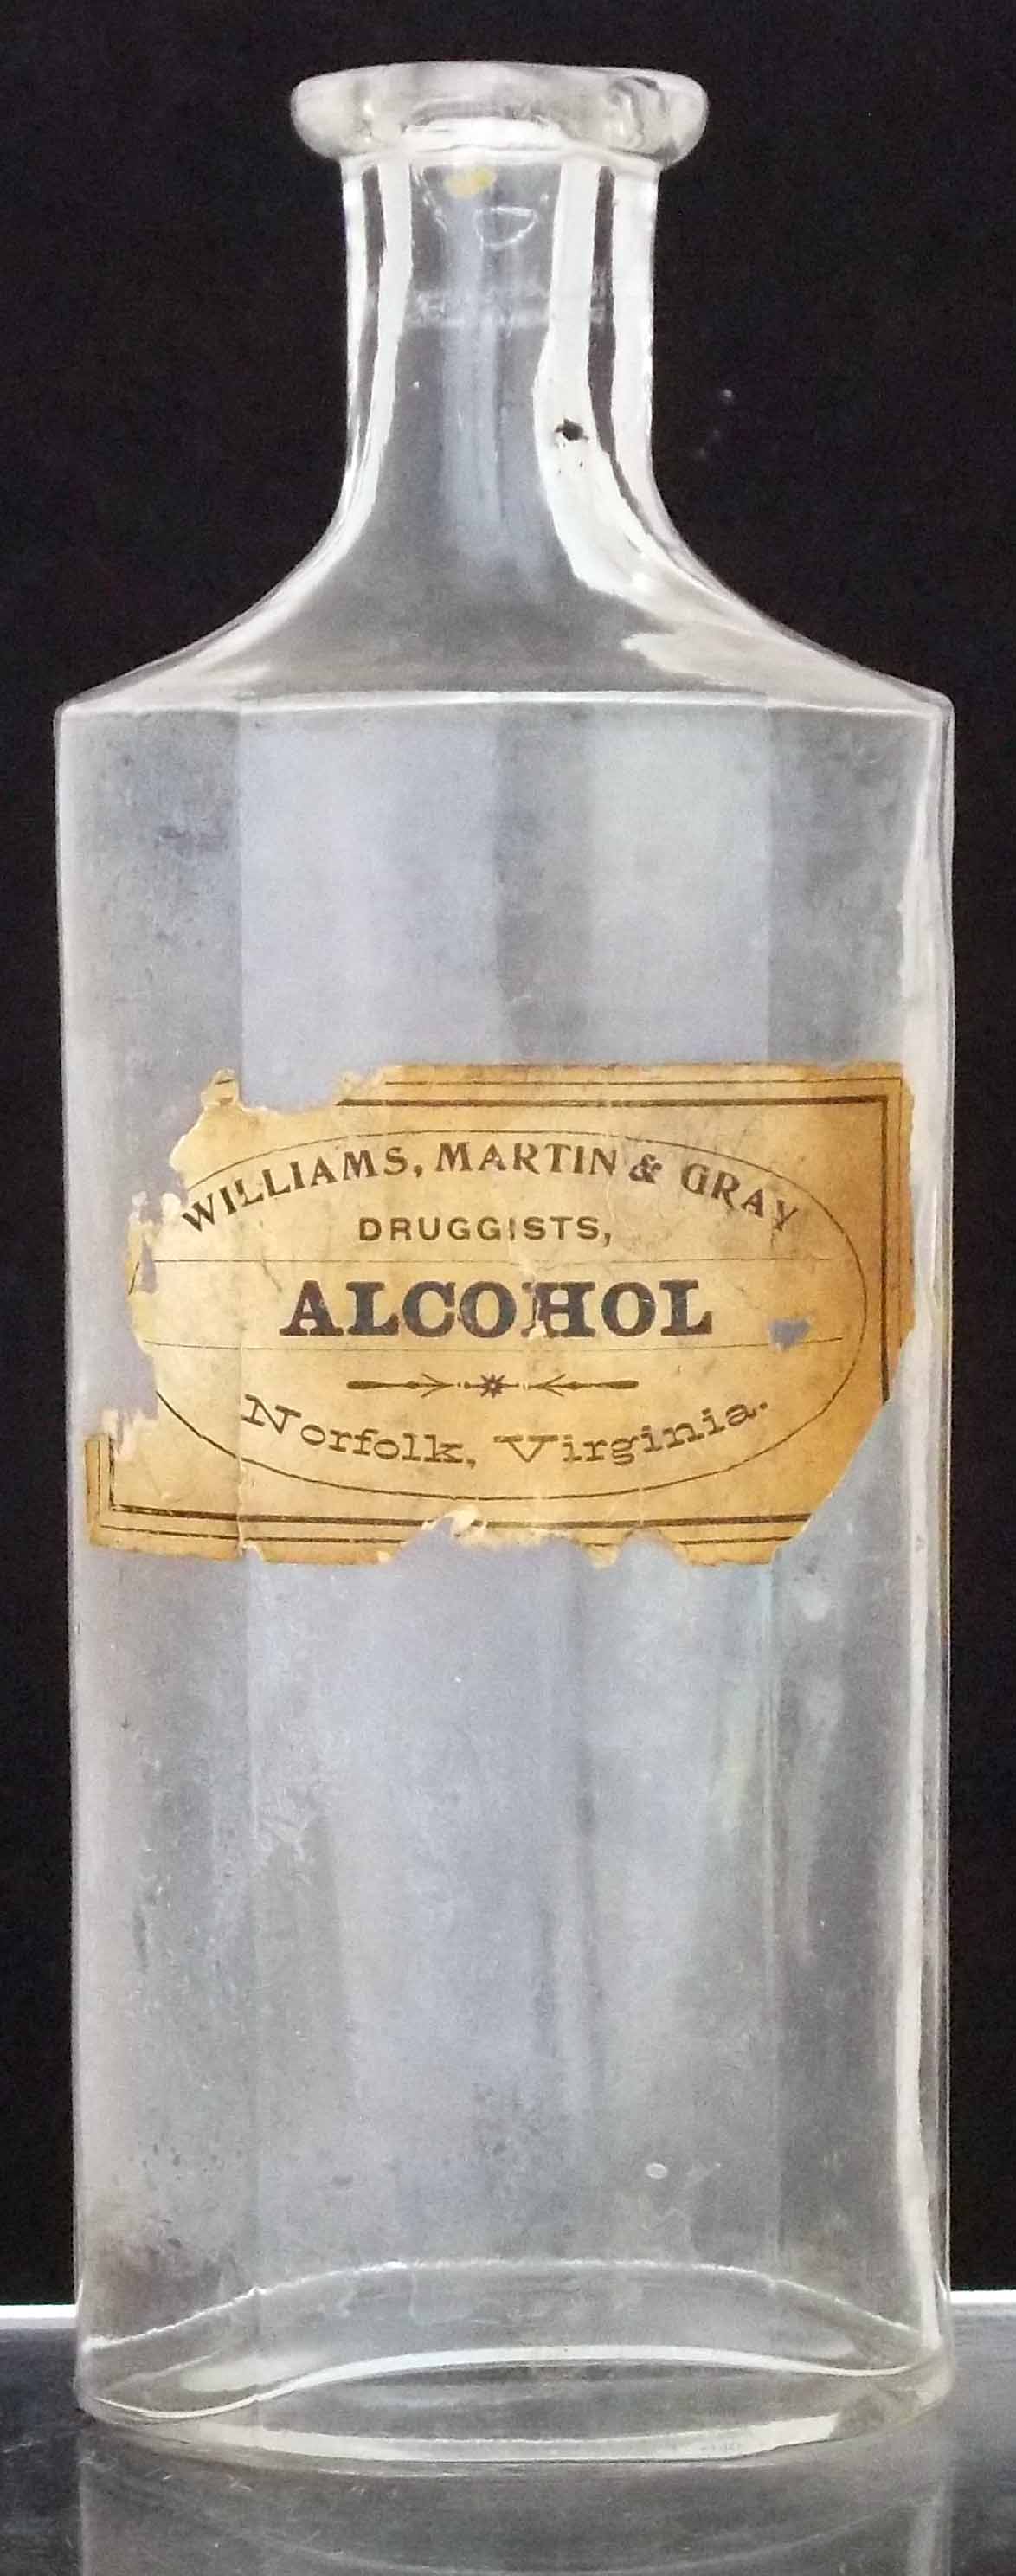 WILLIAMS, MARTIN & GRAY
DRUGGISTS,
ALCOHOL
Norfolk, Virginia.